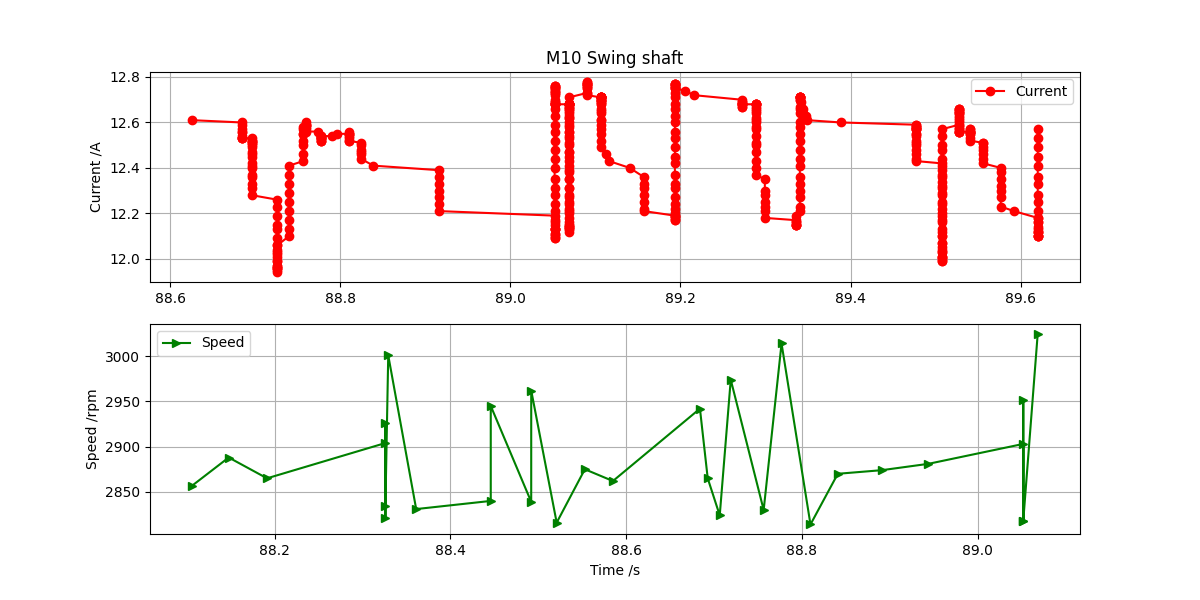 M10 Swing shaft
Current /A
12.8
12.6
12.4
12.2
12.0
Current
88.6 88.8 89.0 89.2 89.4 89.6
Speed /rpm
3000
2950
2900
2850
Speed
88.2 88.4 88.6 88.8 89.0
Time /s